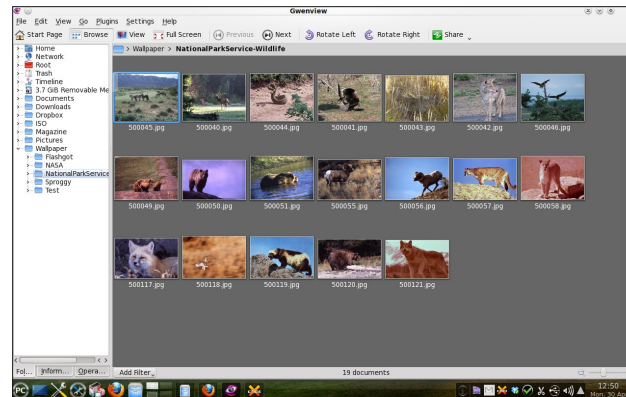 Gwenview
File Edit View Go Plugins Settings Help
Start Page Browse View Full Screen Previous Next Rotate Left Rotate Right Share
> Wallpaper > NationalParkService-Wildlife
Home
Network
Root
Trash
Timeline
3.7 GiB Removable Me
Documents
Downloads
Dropbox
ISO
Magazine
Pictures
Wallpaper
Flashgot
NASA
NationalParkService
Sproggy
Test
500045.jpg 500040.jpg 500044.jpg 500041.jpg 500043.jpg 500042.jpg 500046.jpg
500049.jpg 500050.jpg 500051.jpg 500055.jpg 500056.jpg 500057.jpg 500058.jpg
500117.jpg 500118.jpg 500119.jpg 500120.jpg 500121.jpg
Fol... Inform... Opera... Add Filter 19 documents
PC 12:50
Mon, 30 Ap